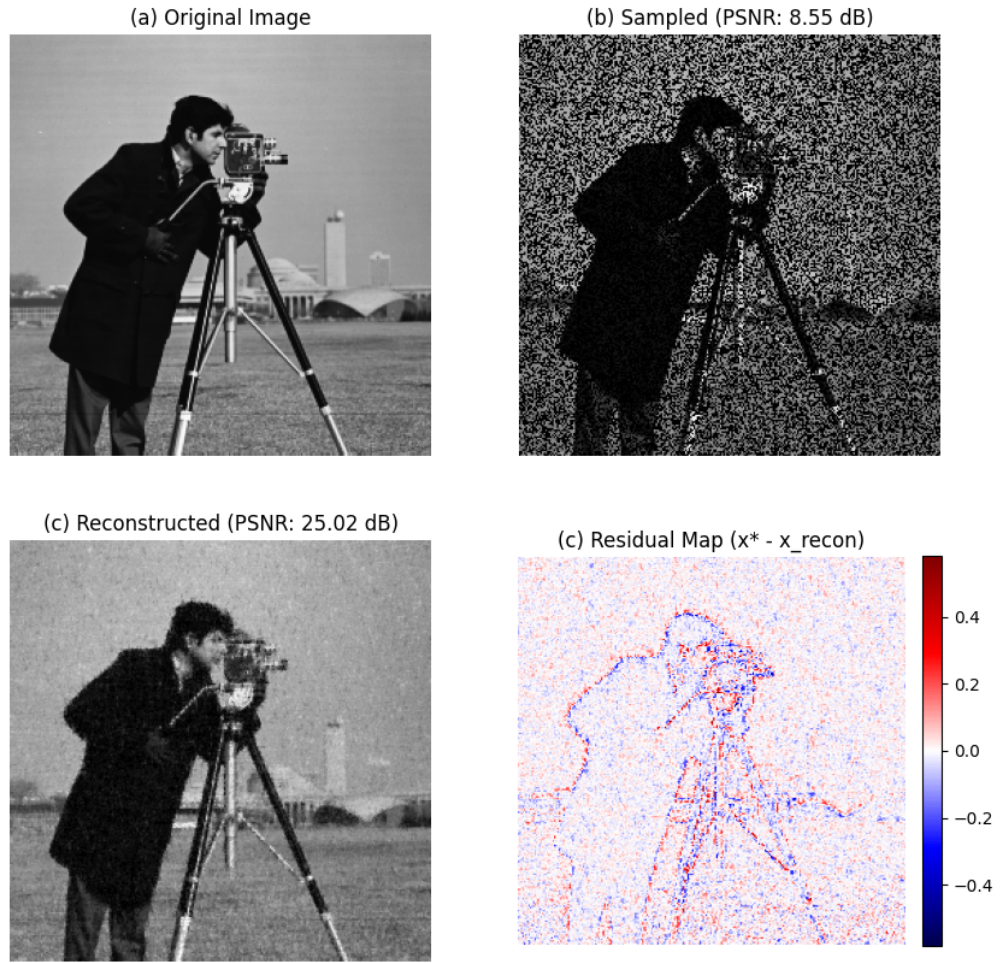 (a) Original Image
(b) Sampled (PSNR: 8.55 dB)
(c) Reconstructed (PSNR: 25.02 dB)
(c) Residual Map (x* - x_recon)
0.4
0.2
0.0
−0.2
−0.4